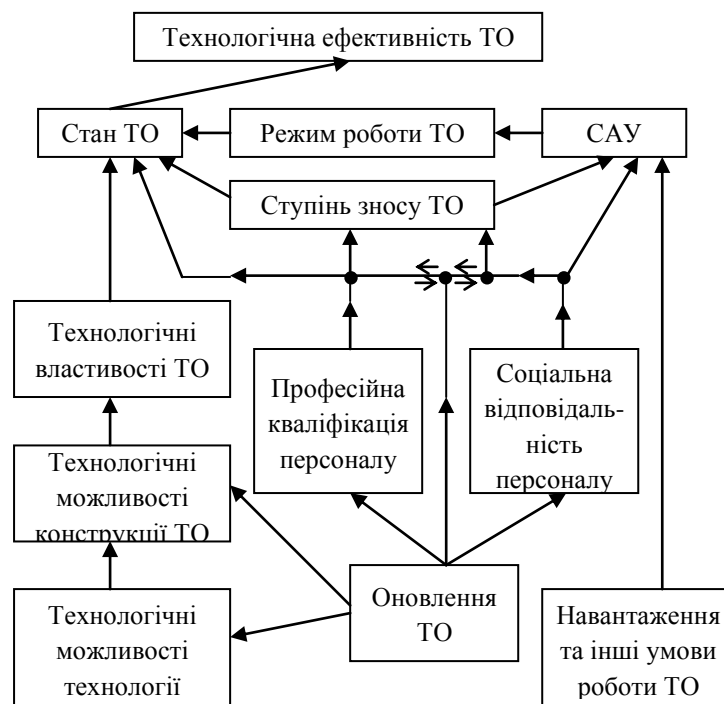 Технологічна ефективність ТО
Стан ТО
Режим роботи ТО
САУ
Ступінь зносу ТО
Технологічні
властивості ТО
Професійна
кваліфікація
персоналу
Соціальна
відповідаль-
ність
персоналу
Технологічні
можливості
конструкції ТО
Оновлення
ТО
Технологічні
можливості
технології
Навантаження
та інші умови
роботи ТО